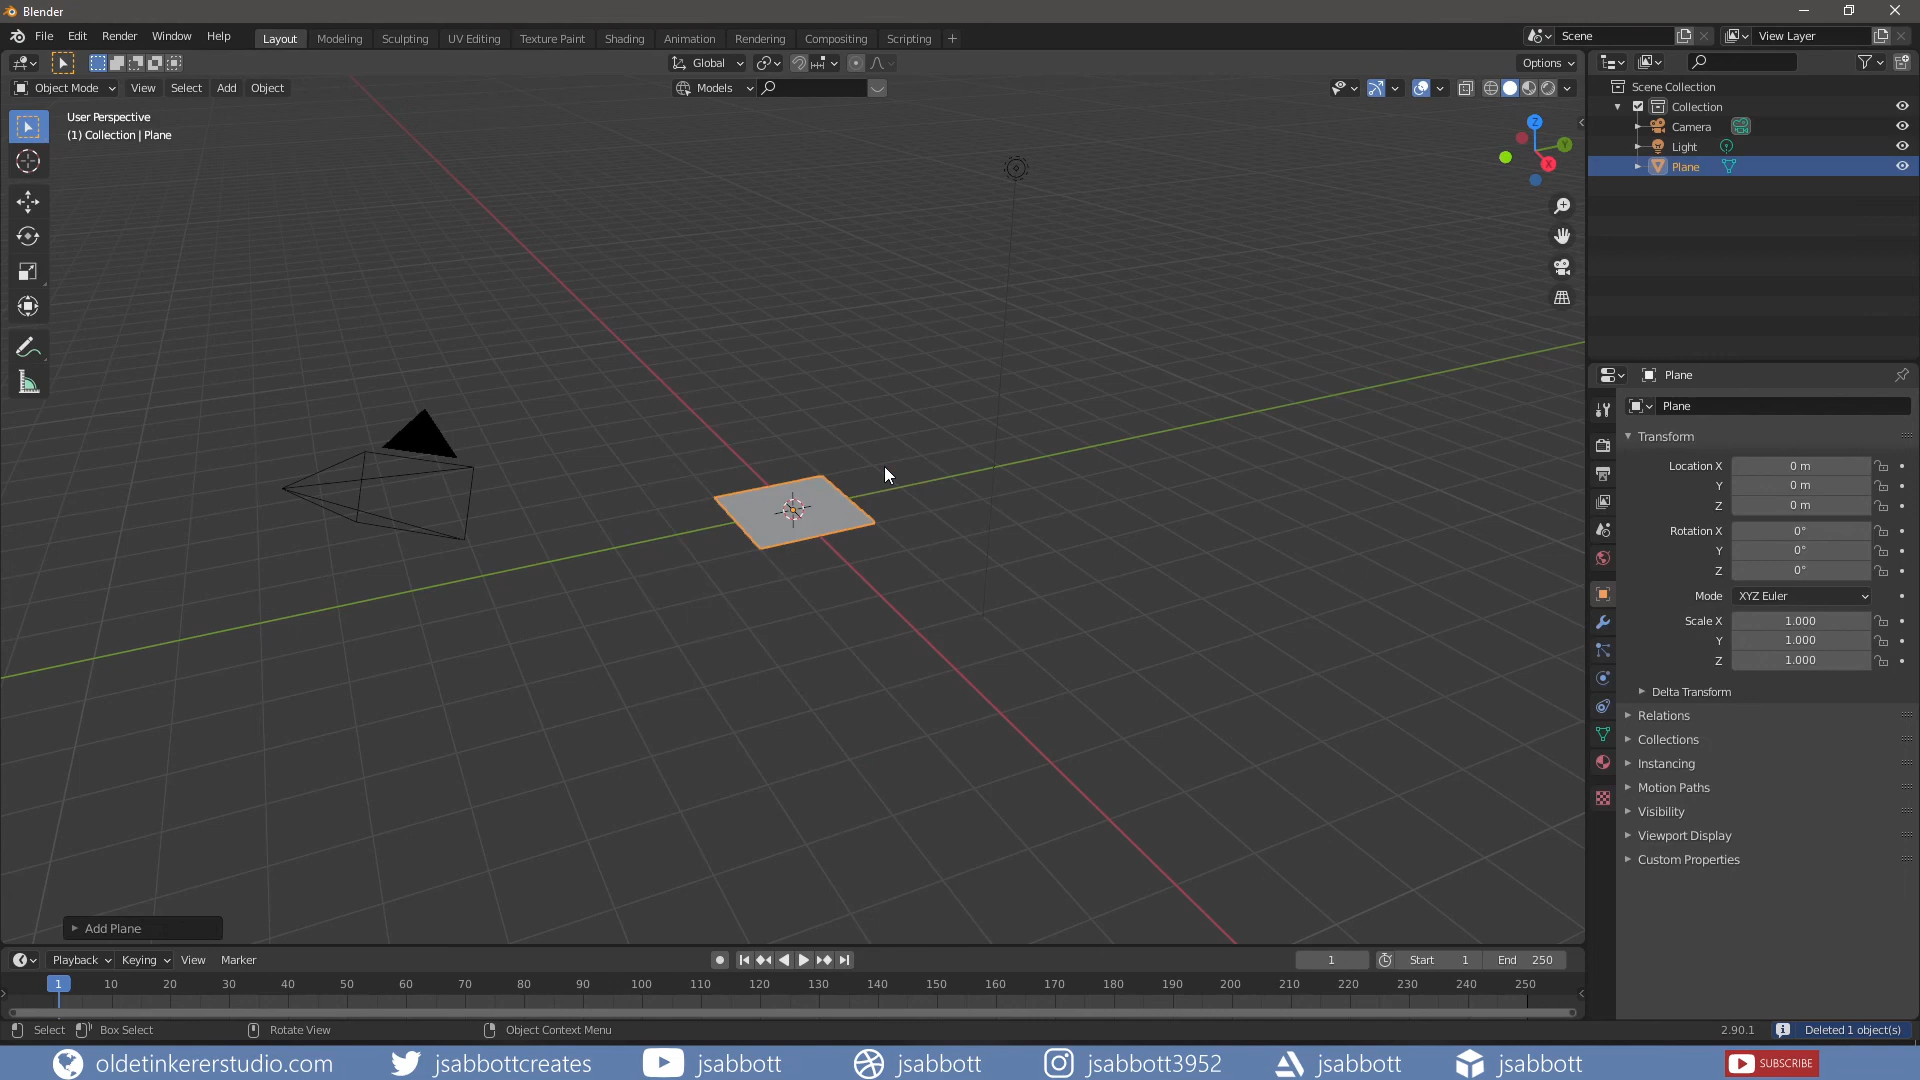 Blender
File Edit Render Window Help
Layout Modeling Sculpting UV Editing Texture Paint Shading Animation Rendering Compositing Scripting +
Scene
View Layer
Global
Options
Object Mode View Select Add Object
Models
User Perspective
(1) Collection | Plane
Z
Y
X
Scene Collection
Collection
Camera
Light
Plane
Plane
Plane
Transform
Location X 0 m
Y 0 m
Z 0 m
Rotation X 0°
Y 0°
Z 0°
Mode XYZ Euler
Scale X 1.000
Y 1.000
Z 1.000
Delta Transform
Relations
Collections
Instancing
Motion Paths
Visibility
Viewport Display
Custom Properties
Add Plane
Playback Keying View Marker
1 Start 1 End 250
1 10 20 30 40 50 60 70 80 90 100 110 120 130 140 150 160 170 180 190 200 210 220 230 240 250
Select Box Select Rotate View Object Context Menu
2.90.1 Deleted 1 object(s)
oldetinkererstudio.com jsabbottcreates jsabbott jsabbott jsabbott3952 jsabbott jsabbott SUBSCRIBE